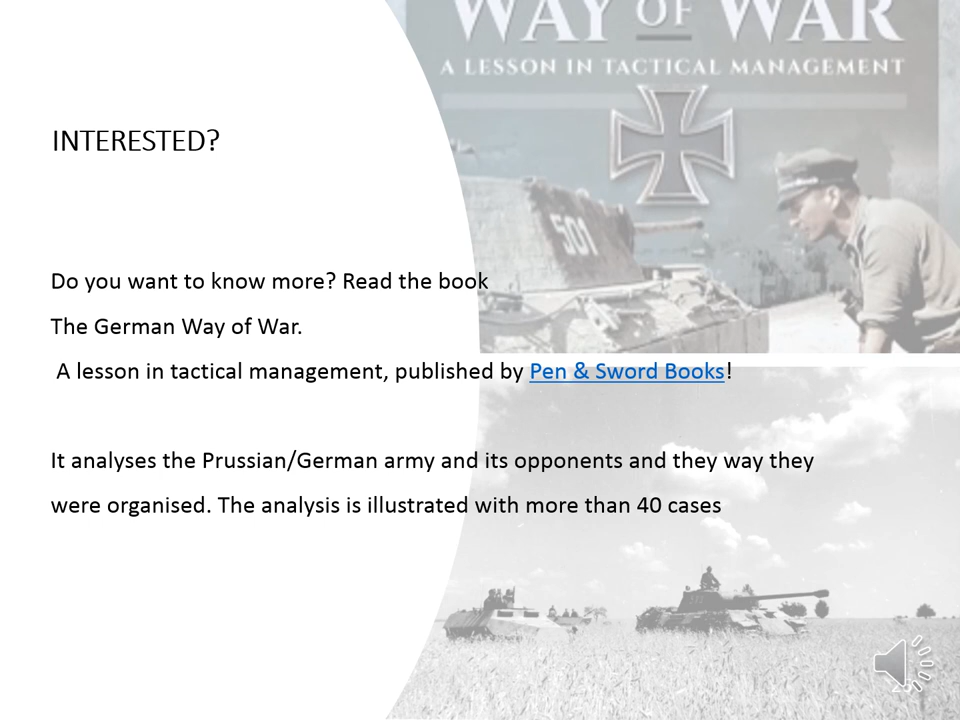 WAY OF WAR
A LESSON IN TACTICAL MANAGEMENT
INTERESTED?
501
Do you want to know more? Read the book
The German Way of War.
A lesson in tactical management, published by Pen & Sword Books!
It analyses the Prussian/German army and its opponents and they way they
were organised. The analysis is illustrated with more than 40 cases